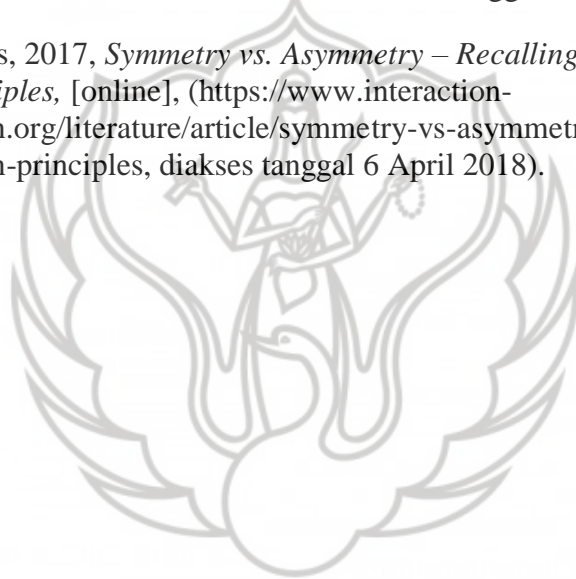 s, 2017, Symmetry vs. Asymmetry – Recalling
iples, [online], (https://www.interaction-
n.org/literature/article/symmetry-vs-asymmetr
n-principles, diakses tanggal 6 April 2018).